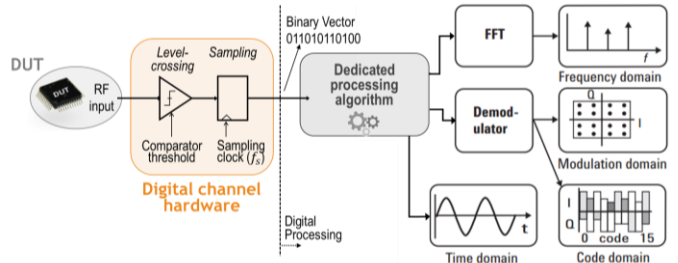 DUT
DUT
RF
input
Level-
crossing
Sampling
Comparator
threshold
Sampling
clock (fs)
Digital channel
hardware
Binary Vector
011010110100
Digital
Processing
Dedicated
processing
algorithm
FFT
f
Frequency domain
Demod-
ulator
Q
I
Modulation domain
t
Time domain
I
Q
0 code 15
Code domain